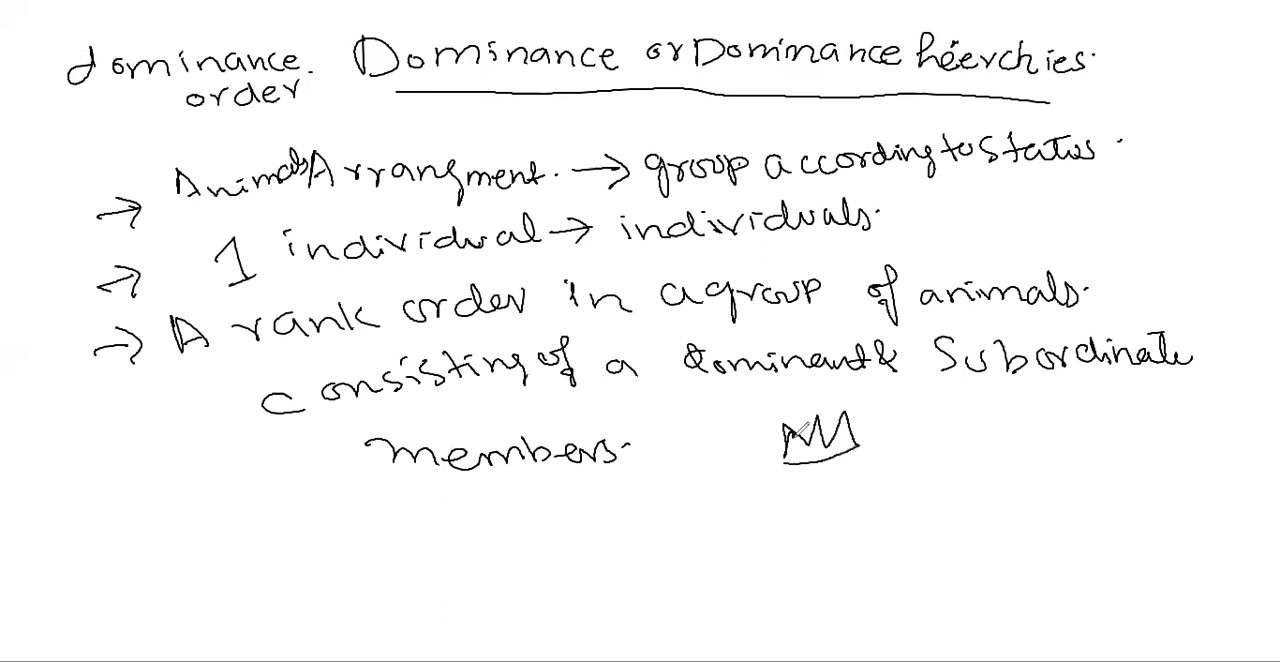 dominance. Dominance or Dominance heerchies.
order
→ Animals Arrangment. → group according to status.
→ 1 individual → individuals.
→ A rank order in a group of animals.
consisting of a dominant & Subordinate
members.